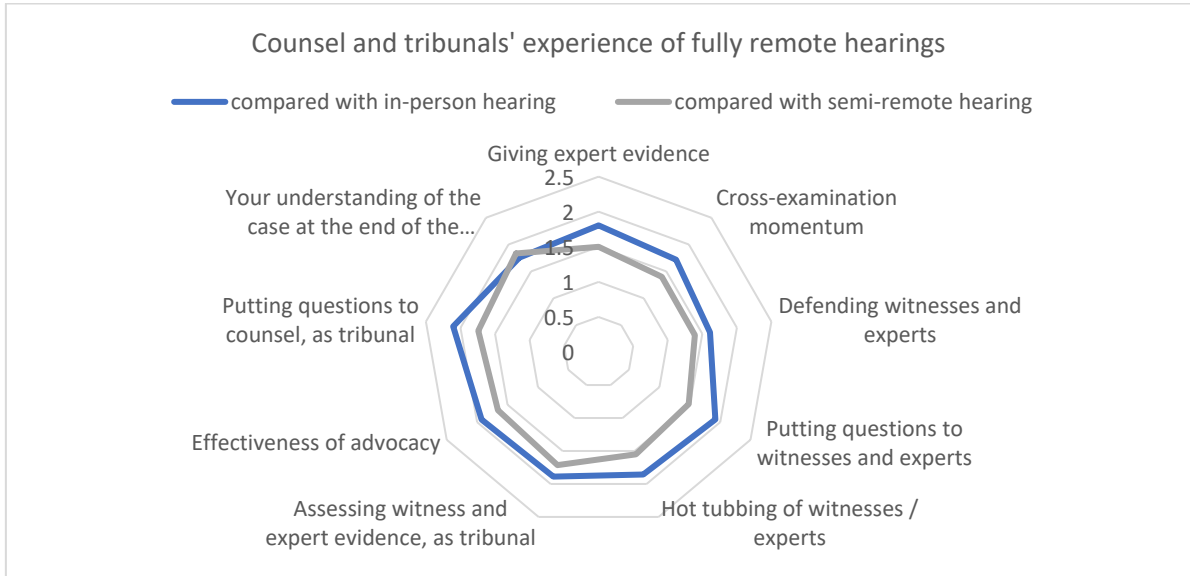 Counsel and tribunals' experience of fully remote hearings
compared with in-person hearing
compared with semi-remote hearing
Giving expert evidence
Cross-examination
momentum
Defending witnesses and
experts
Putting questions to
witnesses and experts
Hot tubbing of witnesses /
experts
Assessing witness and
expert evidence, as tribunal
Effectiveness of advocacy
Putting questions to
counsel, as tribunal
Your understanding of the
case at the end of the...
2.5
2
1.5
1
0.5
0